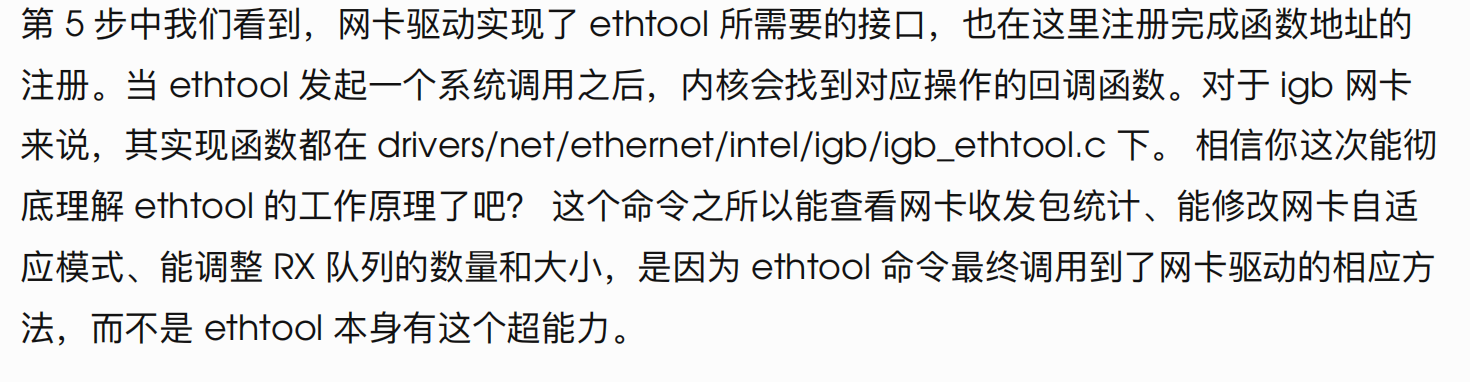 第 5 步中我们看到，网卡驱动实现了 ethtool 所需要的接口，也在这里注册完成函数地址的
注册。当 ethtool 发起一个系统调用之后，内核会找到对应操作的回调函数。对于 igb 网卡
来说，其实现函数都在 drivers/net/ethernet/intel/igb/igb_ethtool.c 下。 相信你这次能彻
底理解 ethtool 的工作原理了吧？ 这个命令之所以能查看网卡收发包统计、能修改网卡自适
应模式、能调整 RX 队列的数量和大小，是因为 ethtool 命令最终调用到了网卡驱动的相应方
法，而不是 ethtool 本身有这个超能力。